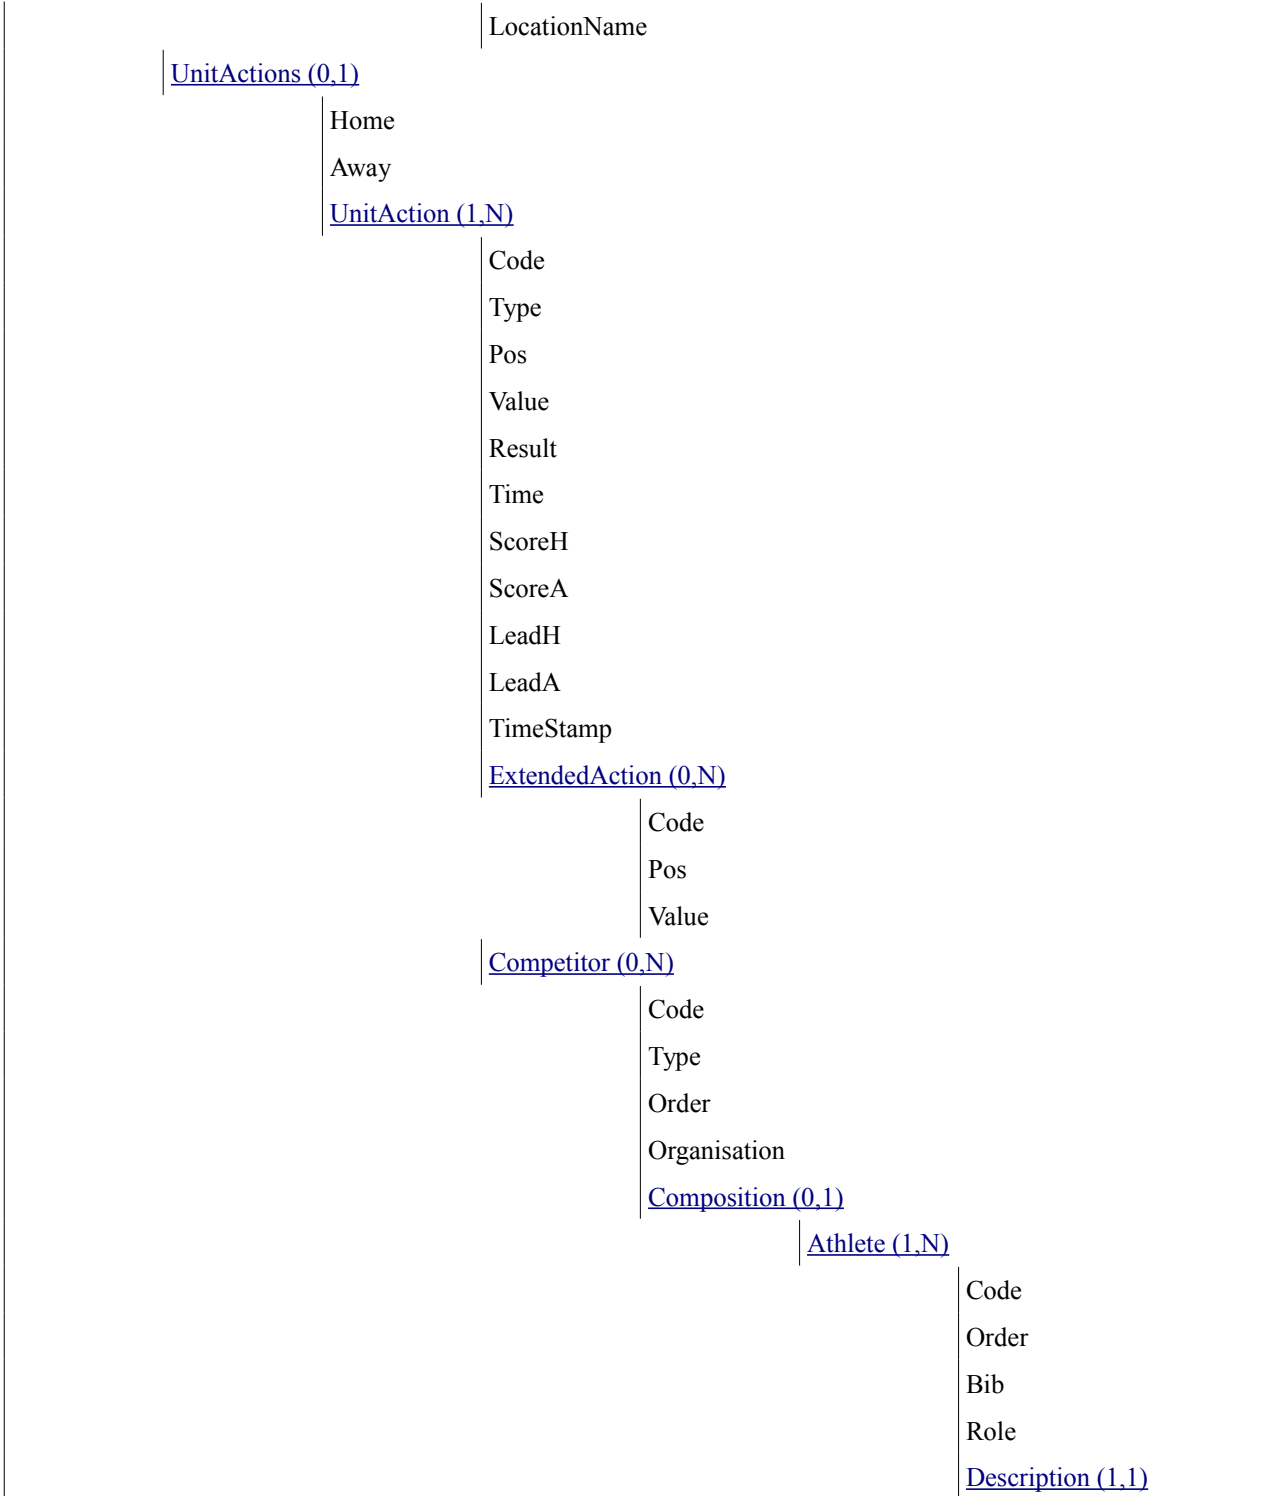 LocationName
UnitActions (0,1)
Home
Away
UnitAction (1,N)
Code
Type
Pos
Value
Result
Time
ScoreH
ScoreA
LeadH
LeadA
TimeStamp
ExtendedAction (0,N)
Code
Pos
Value
Competitor (0,N)
Code
Type
Order
Organisation
Composition (0,1)
Athlete (1,N)
Code
Order
Bib
Role
Description (1,1)